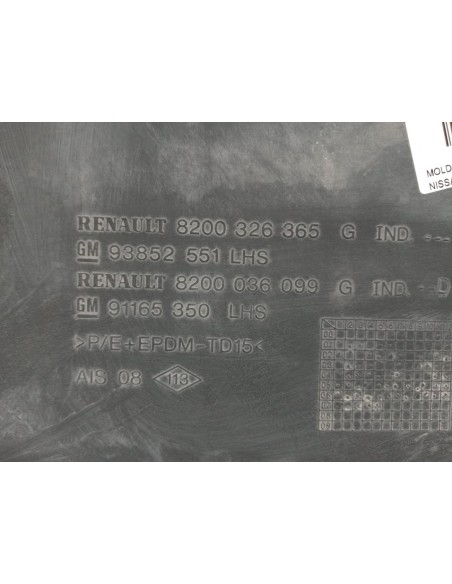 MOLD
NISSA
RENAULT 8200 326 365 G IND.
GM 93852 551 LHS
RENAULT 8200 036 099 G IND.
GM 91165 350 LHS
>P/E+EPDM-TD15<
AIS 08 113